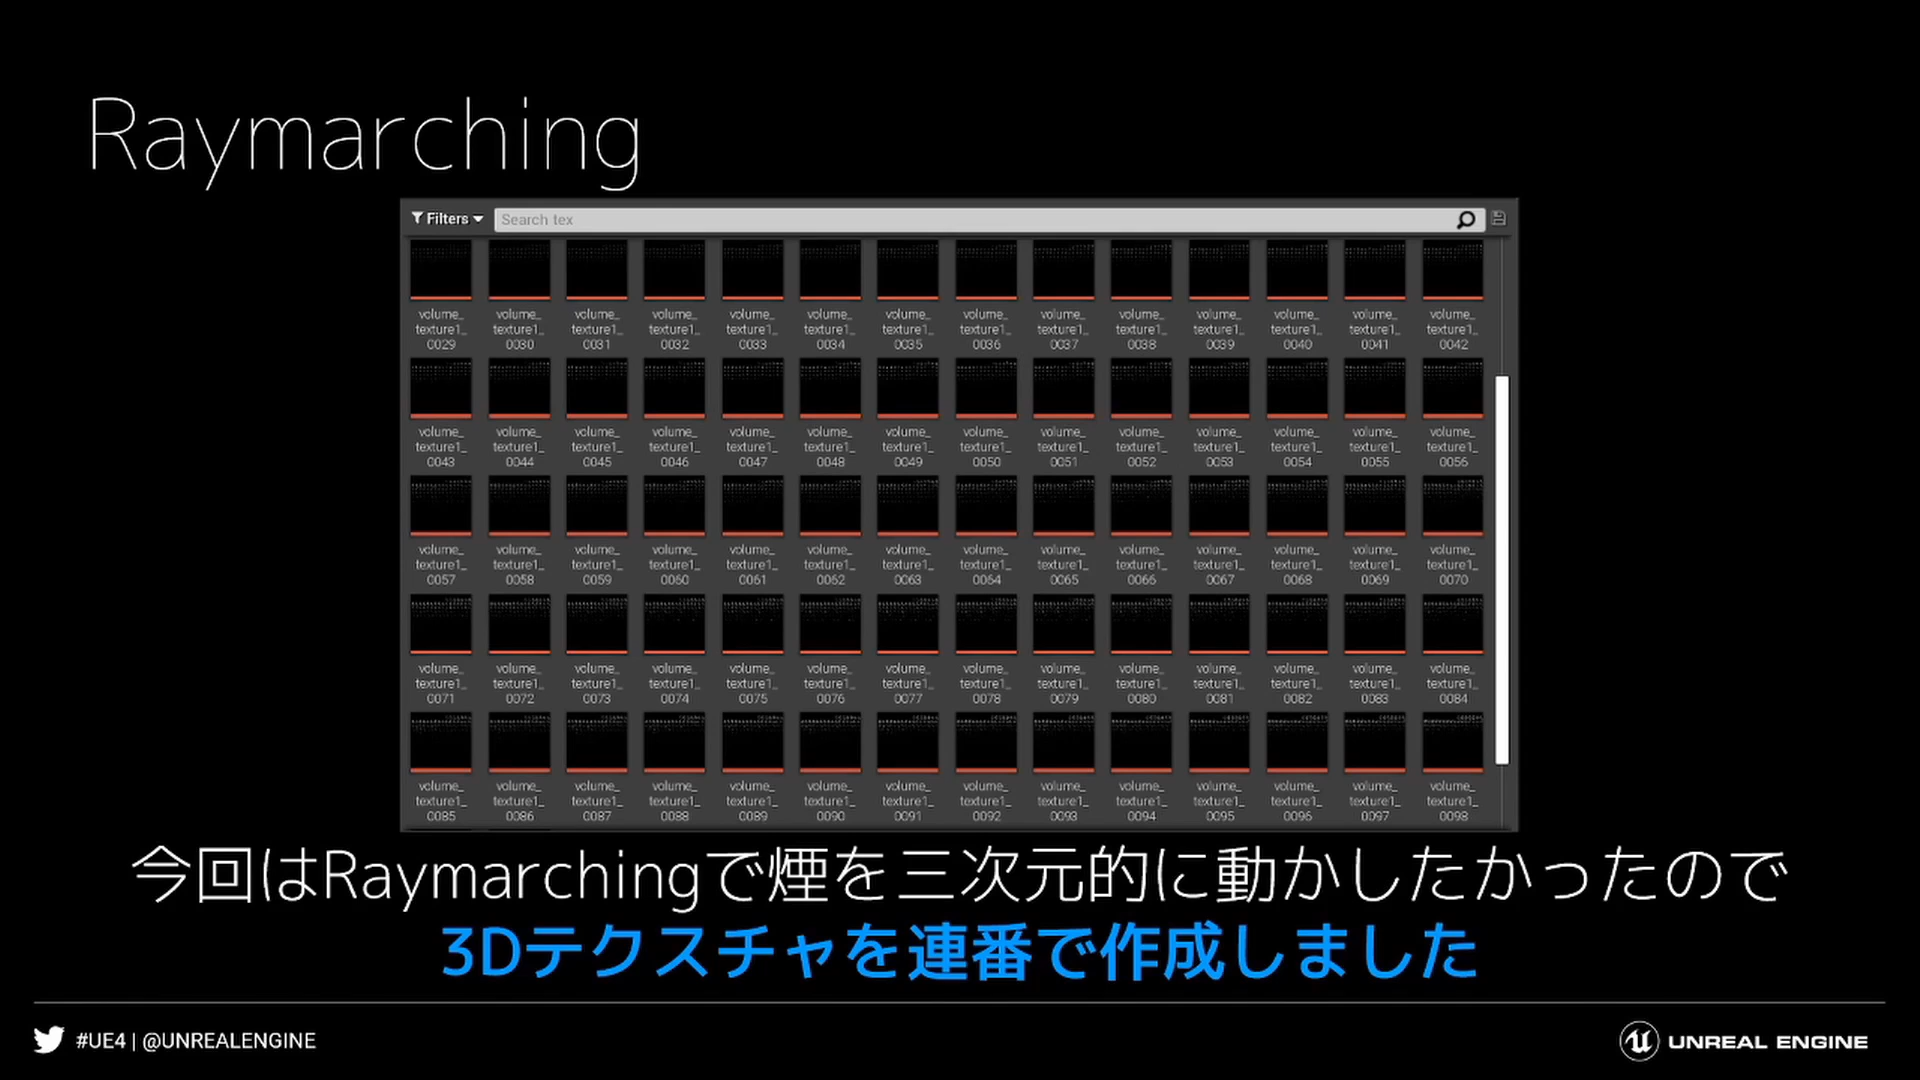 Raymarching
Filters
Search tex
volume_ volume_ volume_ volume_ volume_ volume_ volume_ volume_ volume_ volume_ volume_ volume_ volume_ volume_
texture1_ texture1_ texture1_ texture1_ texture1_ texture1_ texture1_ texture1_ texture1_ texture1_ texture1_ texture1_ texture1_ texture1_
0029 0030 0031 0032 0033 0034 0035 0036 0037 0038 0039 0040 0041 0042
volume_ volume_ volume_ volume_ volume_ volume_ volume_ volume_ volume_ volume_ volume_ volume_ volume_ volume_
texture1_ texture1_ texture1_ texture1_ texture1_ texture1_ texture1_ texture1_ texture1_ texture1_ texture1_ texture1_ texture1_ texture1_
0043 0044 0045 0046 0047 0048 0049 0050 0051 0052 0053 0054 0055 0056
volume_ volume_ volume_ volume_ volume_ volume_ volume_ volume_ volume_ volume_ volume_ volume_ volume_ volume_
texture1_ texture1_ texture1_ texture1_ texture1_ texture1_ texture1_ texture1_ texture1_ texture1_ texture1_ texture1_ texture1_ texture1_
0057 0058 0059 0060 0061 0062 0063 0064 0065 0066 0067 0068 0069 0070
volume_ volume_ volume_ volume_ volume_ volume_ volume_ volume_ volume_ volume_ volume_ volume_ volume_ volume_
texture1_ texture1_ texture1_ texture1_ texture1_ texture1_ texture1_ texture1_ texture1_ texture1_ texture1_ texture1_ texture1_ texture1_
0071 0072 0073 0074 0075 0076 0077 0078 0079 0080 0081 0082 0083 0084
volume_ volume_ volume_ volume_ volume_ volume_ volume_ volume_ volume_ volume_ volume_ volume_ volume_ volume_
texture1_ texture1_ texture1_ texture1_ texture1_ texture1_ texture1_ texture1_ texture1_ texture1_ texture1_ texture1_ texture1_ texture1_
0085 0086 0087 0088 0089 0090 0091 0092 0093 0094 0095 0096 0097 0098
今回はRaymarchingで煙を三次元的に動かしたかったので
3Dテクスチャを連番で作成しました
#UE4 | @UNREALENGINE
UNREAL ENGINE